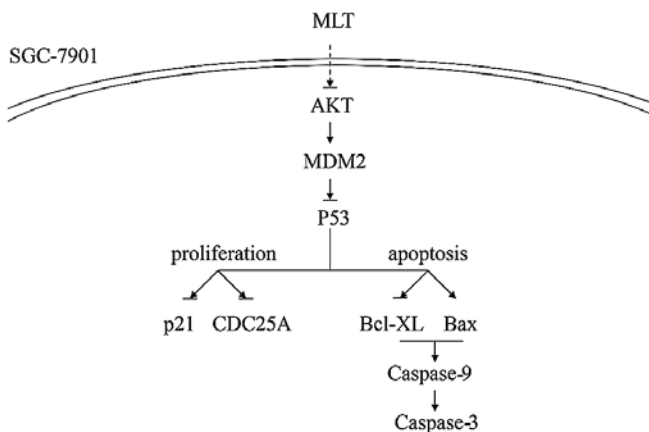 MLT
SGC-7901
AKT
MDM2
P53
proliferation apoptosis
p21 CDC25A Bcl-XL Bax
Caspase-9
Caspase-3